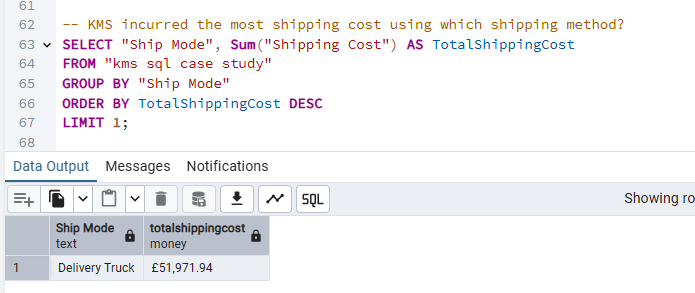 61
62 -- KMS incurred the most shipping cost using which shipping method?
63 SELECT "Ship Mode", Sum("Shipping Cost") AS TotalShippingCost
64 FROM "kms sql case study"
65 GROUP BY "Ship Mode"
66 ORDER BY TotalShippingCost DESC
67 LIMIT 1;
68
Data Output Messages Notifications
SQL Showing ro
Ship Mode totalshippingcost
text money
1 Delivery Truck £51,971.94